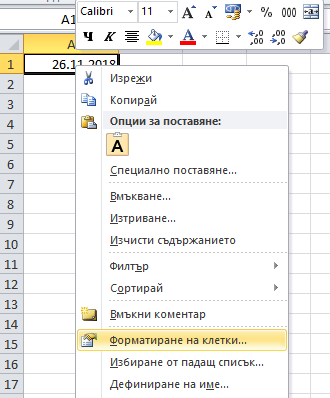 A1
Calibri 11 A A % 000
Ч К A ,00 ,0
A
1 26.11.2018
2 Изрежи
3 Копирай
4 Опции за поставяне:
5 A
6
7 Специално поставяне...
8 Вмъкване...
9 Изтриване...
10 Изчисти съдържанието
11 Филтър
12 Сортирай
13 Вмъкни коментар
14
15 Форматиране на клетки...
16 Избиране от падащ списък...
17 Дефиниране на име...